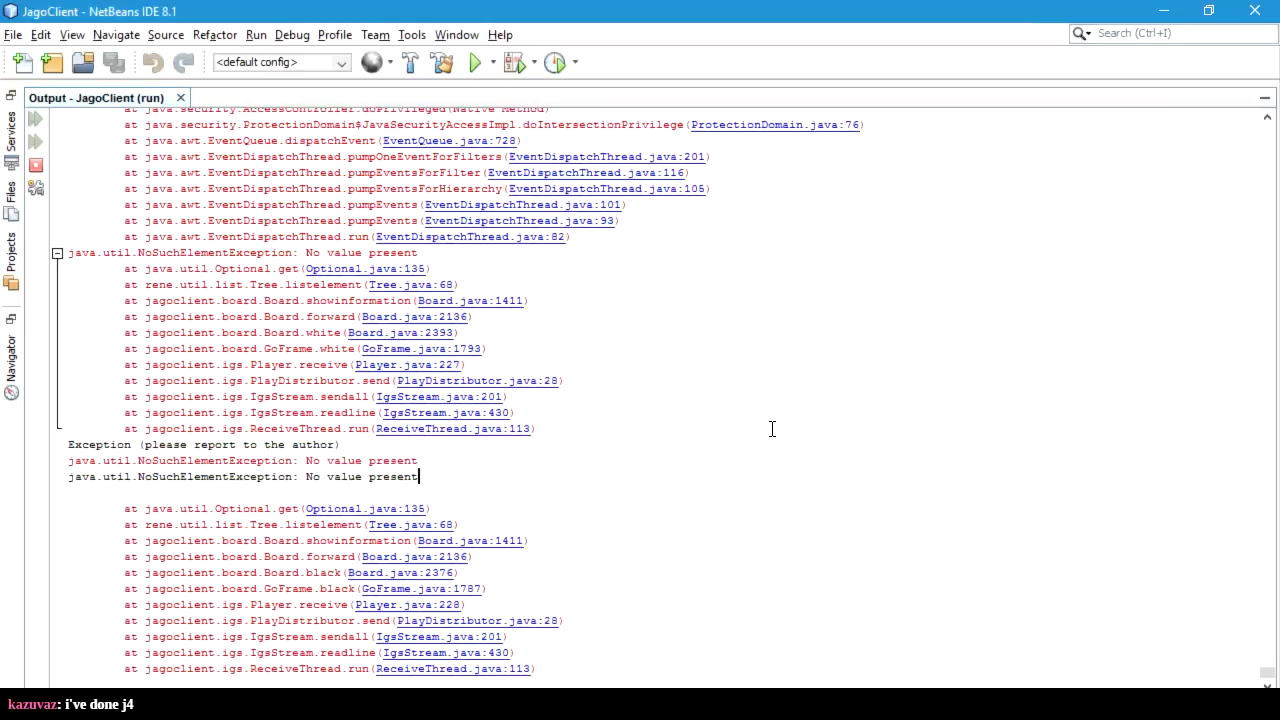 JagoClient - NetBeans IDE 8.1
File Edit View Navigate Source Refactor Run Debug Profile Team Tools Window Help
Search (Ctrl+I)
<default config>
Output - JagoClient (run)
Services
Files
Projects
Navigator
at java.security.AccessController.doPrivileged(Native Method)
at java.security.ProtectionDomain$JavaSecurityAccessImpl.doIntersectionPrivilege(ProtectionDomain.java:76)
at java.awt.EventQueue.dispatchEvent(EventQueue.java:728)
at java.awt.EventDispatchThread.pumpOneEventForFilters(EventDispatchThread.java:201)
at java.awt.EventDispatchThread.pumpEventsForFilter(EventDispatchThread.java:116)
at java.awt.EventDispatchThread.pumpEventsForHierarchy(EventDispatchThread.java:105)
at java.awt.EventDispatchThread.pumpEvents(EventDispatchThread.java:101)
at java.awt.EventDispatchThread.pumpEvents(EventDispatchThread.java:93)
at java.awt.EventDispatchThread.run(EventDispatchThread.java:82)
java.util.NoSuchElementException: No value present
at java.util.Optional.get(Optional.java:135)
at rene.util.list.Tree.listelement(Tree.java:68)
at jagoclient.board.Board.showinformation(Board.java:1411)
at jagoclient.board.Board.forward(Board.java:2136)
at jagoclient.board.Board.white(Board.java:2393)
at jagoclient.board.GoFrame.white(GoFrame.java:1793)
at jagoclient.igs.Player.receive(Player.java:227)
at jagoclient.igs.PlayDistributor.send(PlayDistributor.java:28)
at jagoclient.igs.IgsStream.sendall(IgsStream.java:201)
at jagoclient.igs.IgsStream.readline(IgsStream.java:430)
at jagoclient.igs.ReceiveThread.run(ReceiveThread.java:113)
Exception (please report to the author)
java.util.NoSuchElementException: No value present
java.util.NoSuchElementException: No value present
at java.util.Optional.get(Optional.java:135)
at rene.util.list.Tree.listelement(Tree.java:68)
at jagoclient.board.Board.showinformation(Board.java:1411)
at jagoclient.board.Board.forward(Board.java:2136)
at jagoclient.board.Board.black(Board.java:2376)
at jagoclient.board.GoFrame.black(GoFrame.java:1787)
at jagoclient.igs.Player.receive(Player.java:228)
at jagoclient.igs.PlayDistributor.send(PlayDistributor.java:28)
at jagoclient.igs.IgsStream.sendall(IgsStream.java:201)
at jagoclient.igs.IgsStream.readline(IgsStream.java:430)
at jagoclient.igs.ReceiveThread.run(ReceiveThread.java:113)
kazuvaz: i've done j4